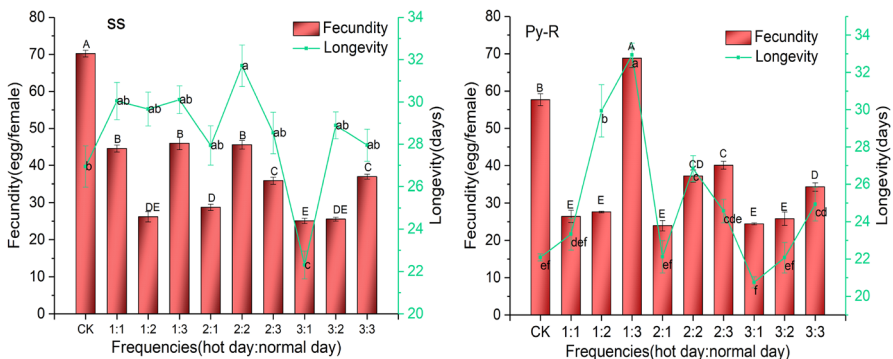 SS
Fecundity
Longevity
Fecundity(egg/female)
80
70
60
50
40
30
20
10
0
A
B
DE
B
D
B
C
E
DE
C
b
ab
ab
ab
ab
a
ab
c
ab
ab
34
32
30
28
26
24
22
20
Longevity(days)
CK 1:1 1:2 1:3 2:1 2:2 2:3 3:1 3:2 3:3
Frequencies(hot day:normal day)
Py-R
Fecundity
Longevity
Fecundity(egg/female)
80
70
60
50
40
30
20
10
0
B
E
E
A
E
CD
C
E
E
D
ef
def
b
a
ef
c
cde
f
ef
cd
34
32
30
28
26
24
22
20
Longevity(days)
CK 1:1 1:2 1:3 2:1 2:2 2:3 3:1 3:2 3:3
Frequencies(hot day:normal day)